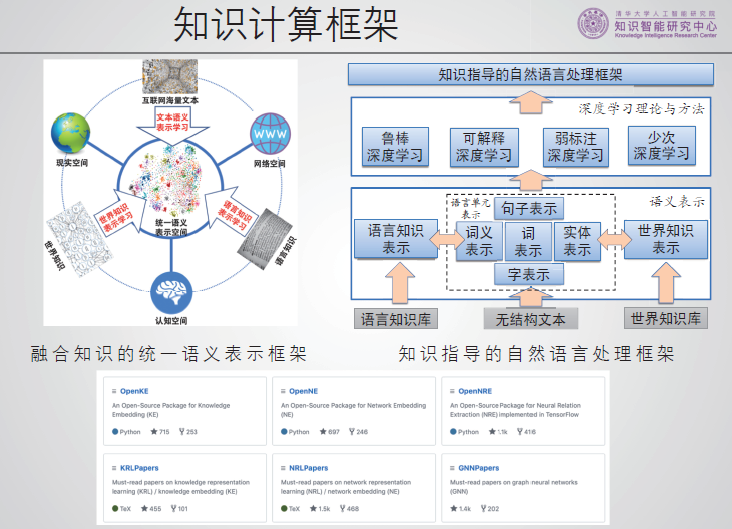 知识计算框架
清华大学人工智能研究院
知识智能研究中心
Knowledge Intelligence Research Center
互联网海量文本
文本语义
表示学习
WWW
现实空间
网络空间
世界知识
表示学习
语言知识
表示学习
统一语义
表示空间
世界知识
语言知识
认知空间
融合知识的统一语义表示框架
知识指导的自然语言处理框架
深度学习理论与方法
鲁棒
深度学习
可解释
深度学习
弱标注
深度学习
少次
深度学习
语义表示
语言单元
表示
句子表示
语言知识
表示
词义
表示
词
表示
实体
表示
世界知识
表示
字表示
语言知识库
无结构文本
世界知识库
知识指导的自然语言处理框架
OpenKE
An Open-Source Package for Knowledge
Embedding (KE)
Python 715 253
OpenNE
An Open-Source Package for Network Embedding
(NE)
Python 697 246
OpenNRE
An Open-Source Package for Neural Relation
Extraction (NRE) implemented in TensorFlow
Python 1.1k 416
KRLPapers
Must-read papers on knowledge representation
learning (KRL) / knowledge embedding (KE)
TeX 455 101
NRLPapers
Must-read papers on network representation
learning (NRL) / network embedding (NE)
TeX 1.5k 468
GNNPapers
Must-read papers on graph neural networks
(GNN)
1.4k 202